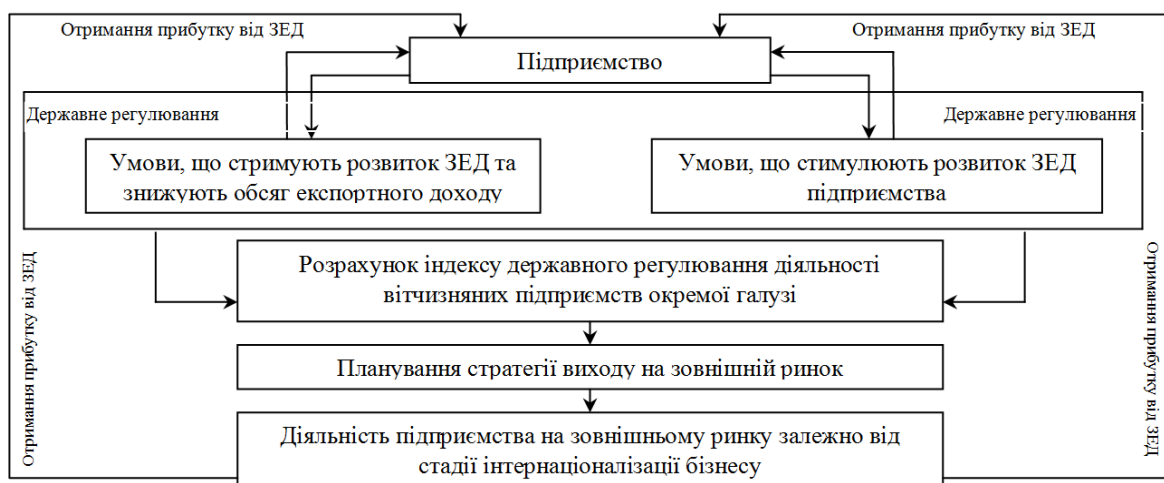 Отримання прибутку від ЗЕД
Отримання прибутку від ЗЕД
Підприємство
Державне регулювання
Державне регулювання
Умови, що стримують розвиток ЗЕД та
знижують обсяг експортного доходу
Умови, що стимулюють розвиток ЗЕД
підприємства
Отримання прибутку від ЗЕД
Отримання прибутку від ЗЕД
Розрахунок індексу державного регулювання діяльності
вітчизняних підприємств окремої галузі
Планування стратегії виходу на зовнішній ринок
Діяльність підприємства на зовнішньому ринку залежно від
стадії інтернаціоналізації бізнесу